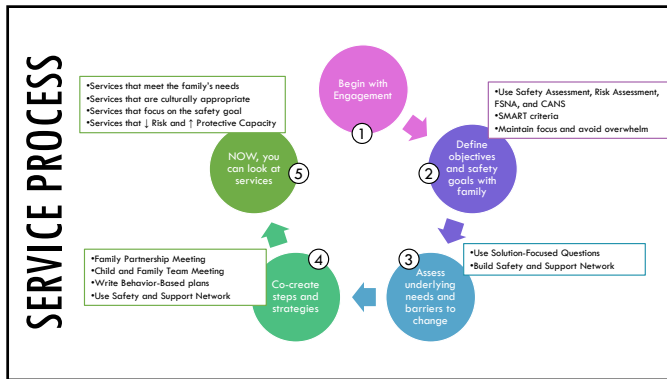 SERVICE PROCESS
Begin with
Engagement
1
•Use Safety Assessment, Risk Assessment,
FSNA, and CANS
•SMART criteria
•Maintain focus and avoid overwhelm
Define
objectives
and safety
goals with
family
2
•Use Solution-Focused Questions
•Build Safety and Support Network
3
Assess
underlying
needs and
barriers to
change
•Family Partnership Meeting
•Child and Family Team Meeting
•Write Behavior-Based plans
•Use Safety and Support Network
4
Co-create
steps and
strategies
•Services that meet the family's needs
•Services that are culturally appropriate
•Services that focus on the safety goal
•Services that ↓ Risk and ↑ Protective Capacity
NOW, you
can look at
services
5